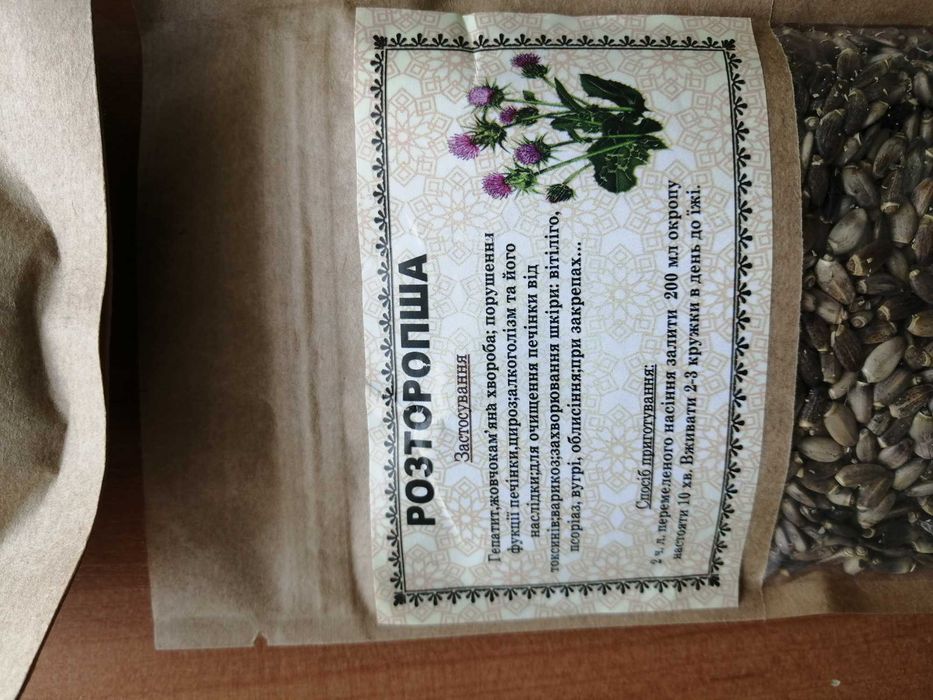 РОЗТОРОПША
Застосування
Гепатит;жовчокам'яна хвороба; порушення
фукції печінки,цироз;алкоголізм та його
наслідки;для очищення печінки від
токсинів;варикоз;захворювання шкіри: вітіліго,
псоріаз, вугрі, облисіння;при закрепах...
Спосіб приготування:
2 ч. л. перемеленого насіння залити 200 мл окропу
настояти 10 хв. Вживати 2-3 кружки в день до їжі.